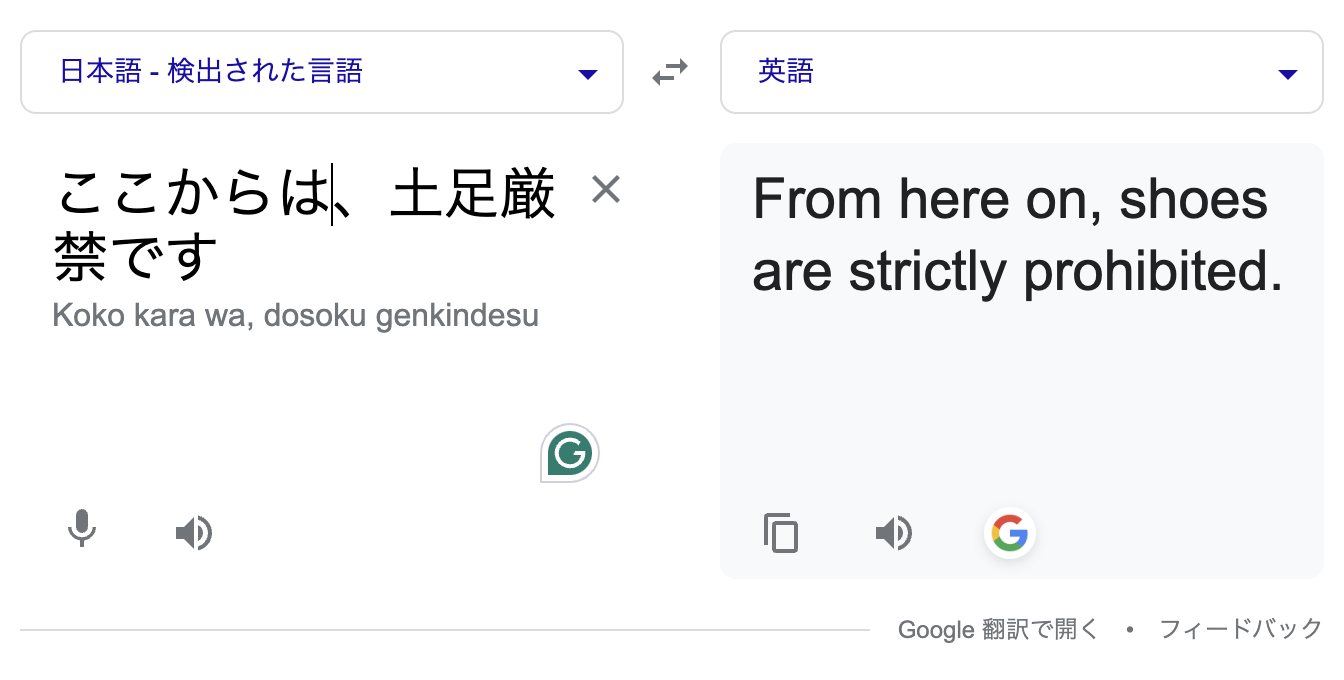 日本語 - 検出された言語
英語
ここからは、土足厳
禁です
Koko kara wa, dosoku genkindesu
From here on, shoes
are strictly prohibited.
Google 翻訳で開く • フィードバック